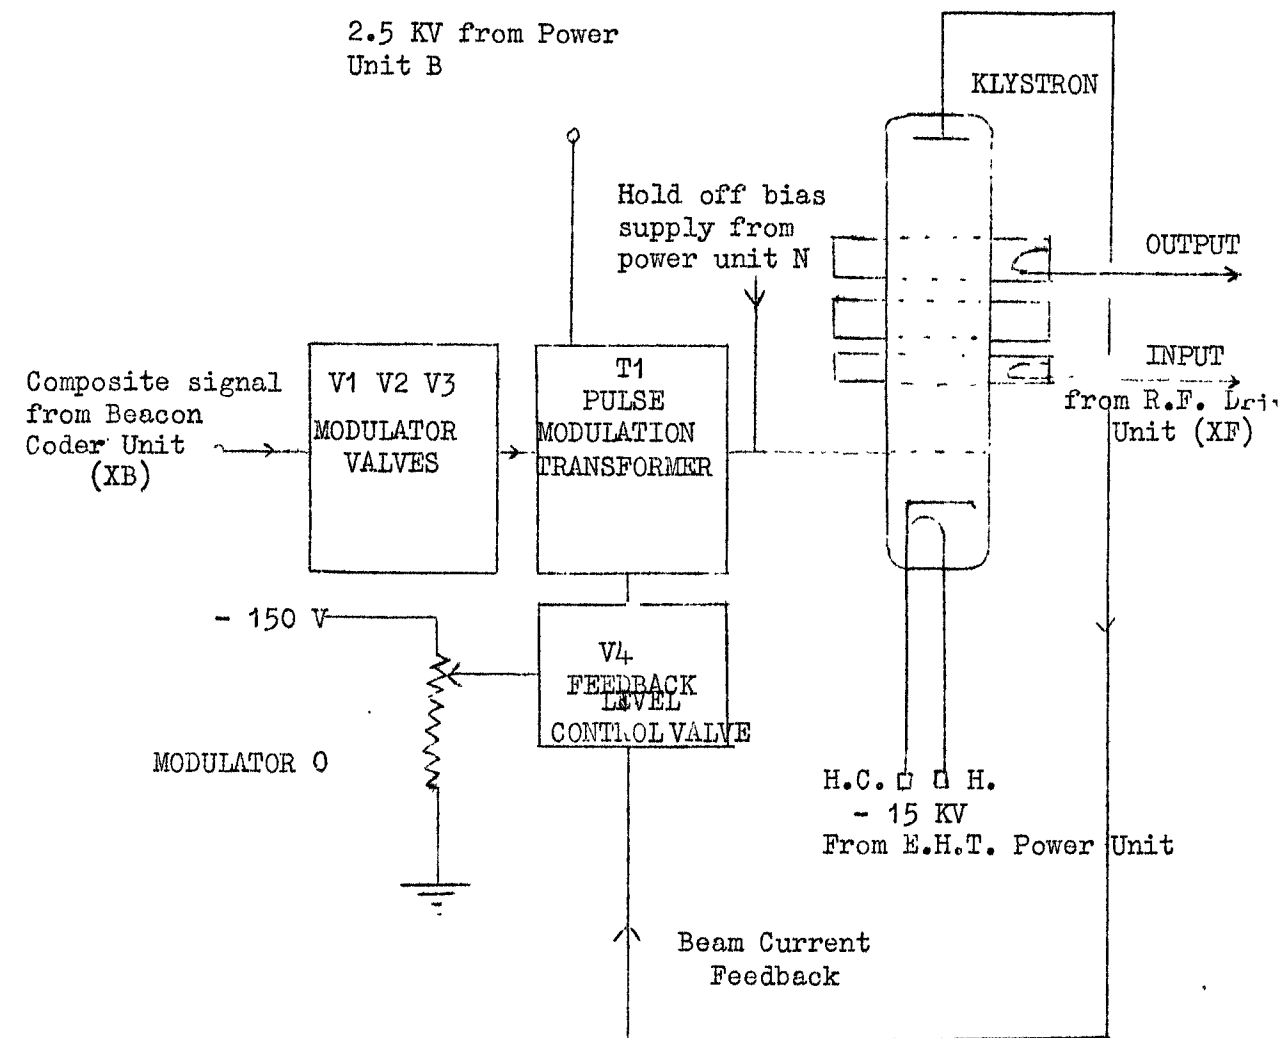 2.5 KV from Power
Unit B
KLYSTRON
Hold off bias
supply from
power unit N
OUTPUT
INPUT
from R.F.
Unit (XF)
Composite signal
from Beacon
Coder Unit
(XB)
V1 V2 V3
MODULATOR
VALVES
T1
PULSE
MODULATION
TRANSFORMER
- 150 V
V4
FEEDBACK
LEVEL
CONTROL VALVE
MODULATOR O
H.C. H.
- 15 KV
From E.H.T. Power Unit
Beam Current
Feedback